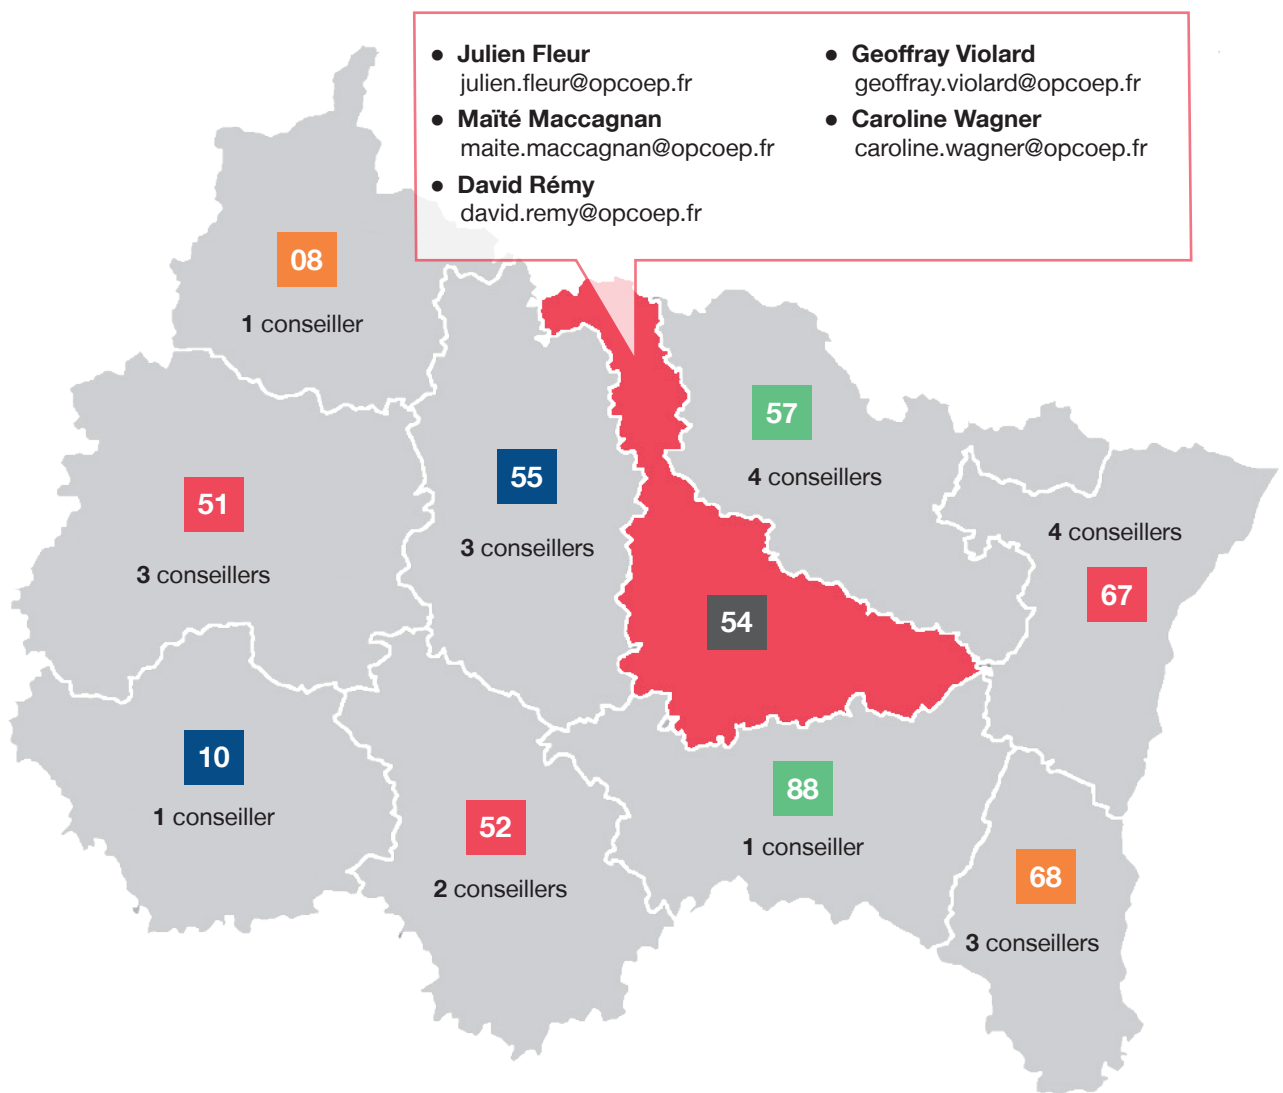 ● Julien Fleur
julien.fleur@opcoep.fr
● Maïté Maccagnan
maite.maccagnan@opcoep.fr
● David Rémy
david.remy@opcoep.fr
● Geoffray Violard
geoffray.violard@opcoep.fr
● Caroline Wagner
caroline.wagner@opcoep.fr
08
1 conseiller
57
4 conseillers
55
3 conseillers
51
3 conseillers
4 conseillers
67
54
10
1 conseiller
88
1 conseiller
52
2 conseillers
68
3 conseillers